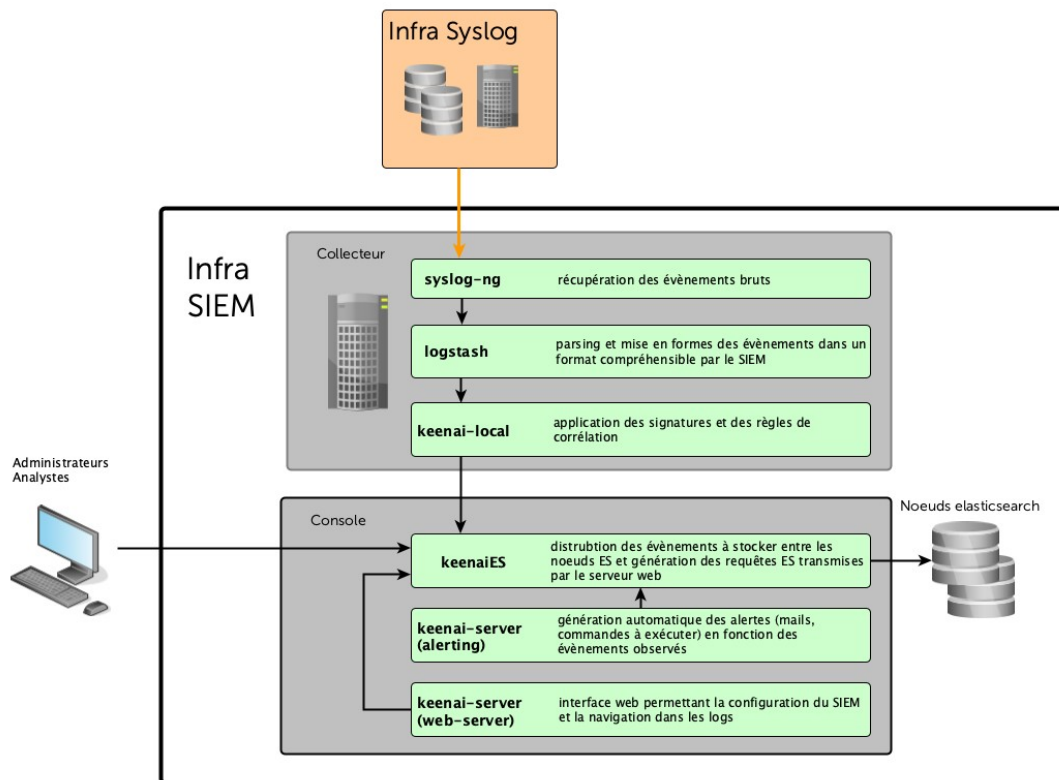 Infra Syslog
Infra
SIEM
Collecteur
syslog-ng
récupération des évènements bruts
logstash
parsing et mise en formes des évènements dans un
format compréhensible par le SIEM
keenai-local
application des signatures et des règles de
corrélation
Administrateurs
Analystes
Console
Noeuds elasticsearch
keenaiES
distrubtion des évènements à stocker entre les
noeuds ES et génération des requêtes ES transmises
par le serveur web
keenai-server
(alerting)
génération automatique des alertes (mails,
commandes à exécuter) en fonction des
évènements observés
keenai-server
(web-server)
interface web permettant la configuration du SIEM
et la navigation dans les logs